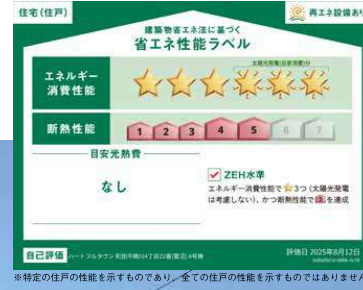 住宅(住戸)
再エネ設備あり
建築物省エネ法に基づく
省エネ性能ラベル
太陽光発電(自家消費)分
エネルギー
消費性能
断熱性能
1 2 3 4 5 6 7
目安光熱費
なし
ZEH水準
エネルギー消費性能で★3つ（太陽光発電
は考慮しない）、かつ断熱性能で5を達成
自己評価
評価日 2025年8月12日
※特定の住戸の性能を示すものであり、全ての住戸の性能を示すものではありません